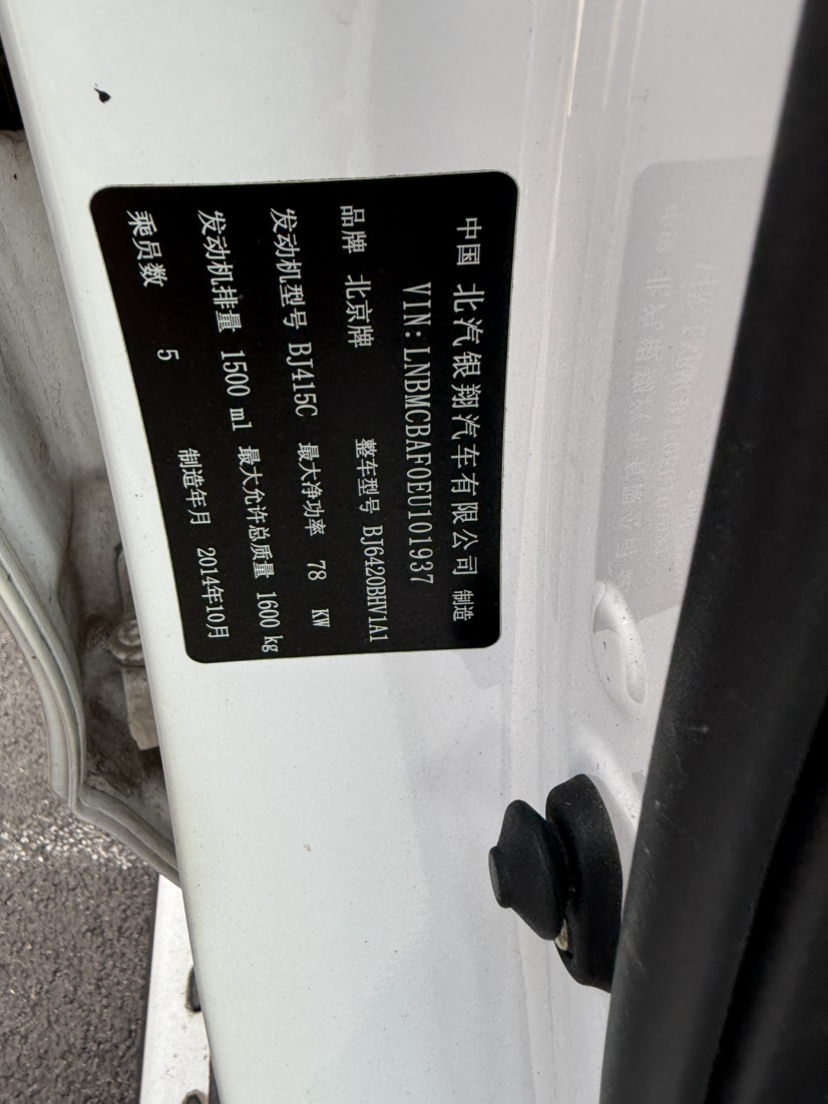 中国 北汽银翔汽车有限公司 制造
VIN:LNBMCBAF0EU101937
品牌 北京牌 整车型号 BJ6420BHV1A1
发动机型号 BJ415C 最大净功率 78 KW
发动机排量 1500 ml 最大允许总质量 1600 kg
乘员数 5 制造年月 2014年10月